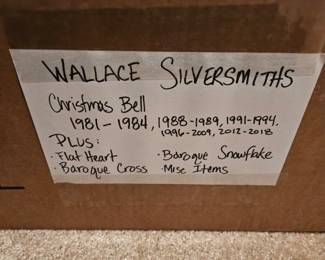 WALLACE SILVERSMITHS
Christmas Bell
1981-1984, 1988-1989, 1991-1994,
1996-2009, 2012-2018
PLUS:
· Flat Heart
· Baroque Snowflake
· Baroque Cross
· Misc Items